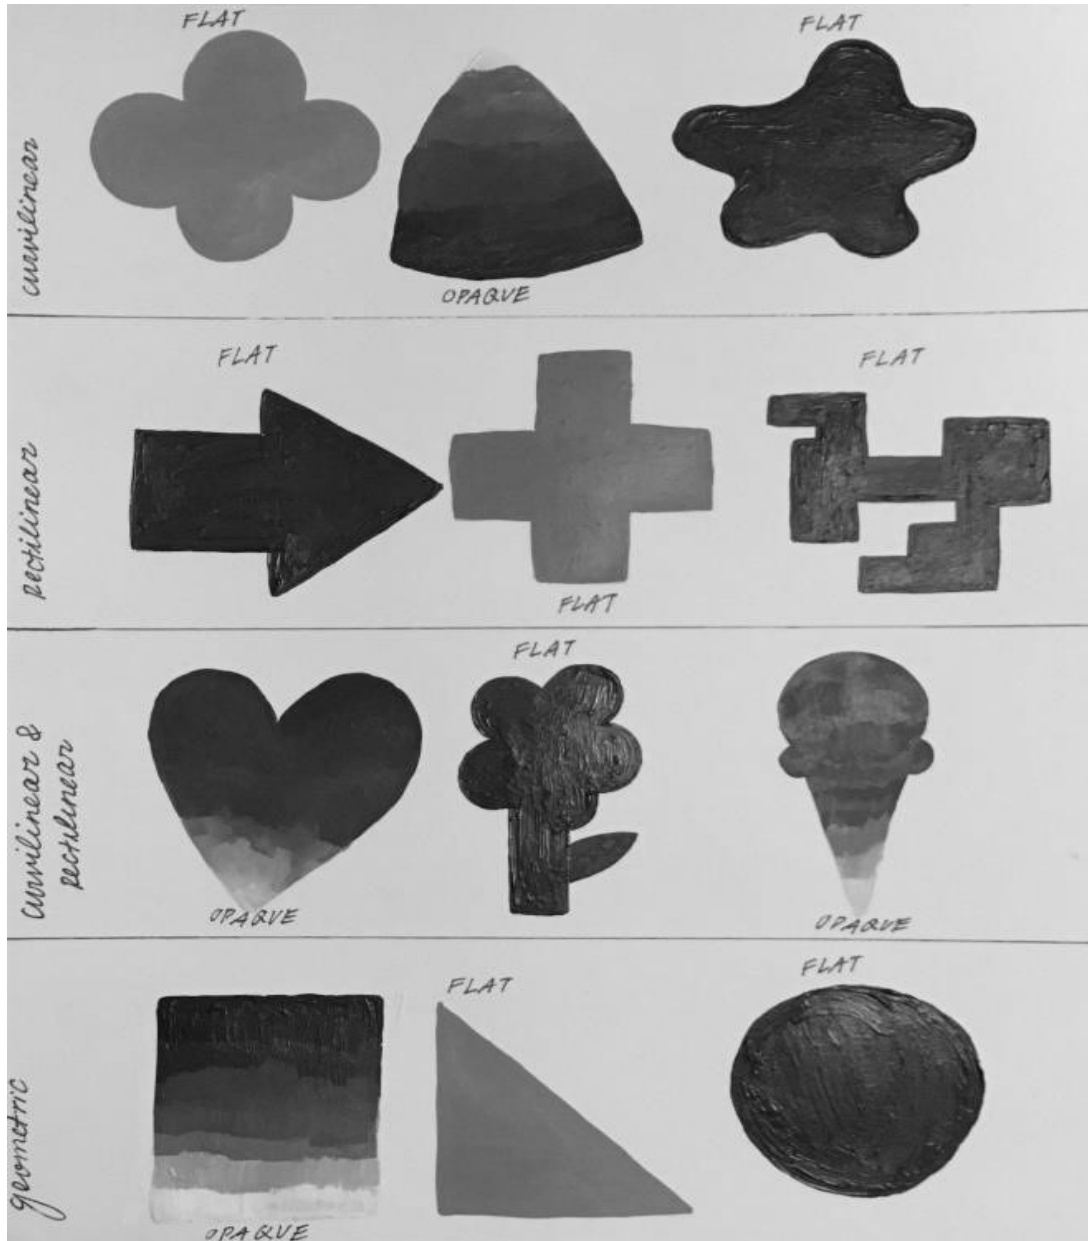 FLAT
FLAT
curvilinear
OPAQUE
FLAT
FLAT
rectilinear
FLAT
FLAT
curvilinear &
rectilinear
OPAQUE
OPAQUE
FLAT
FLAT
geometric
OPAQUE